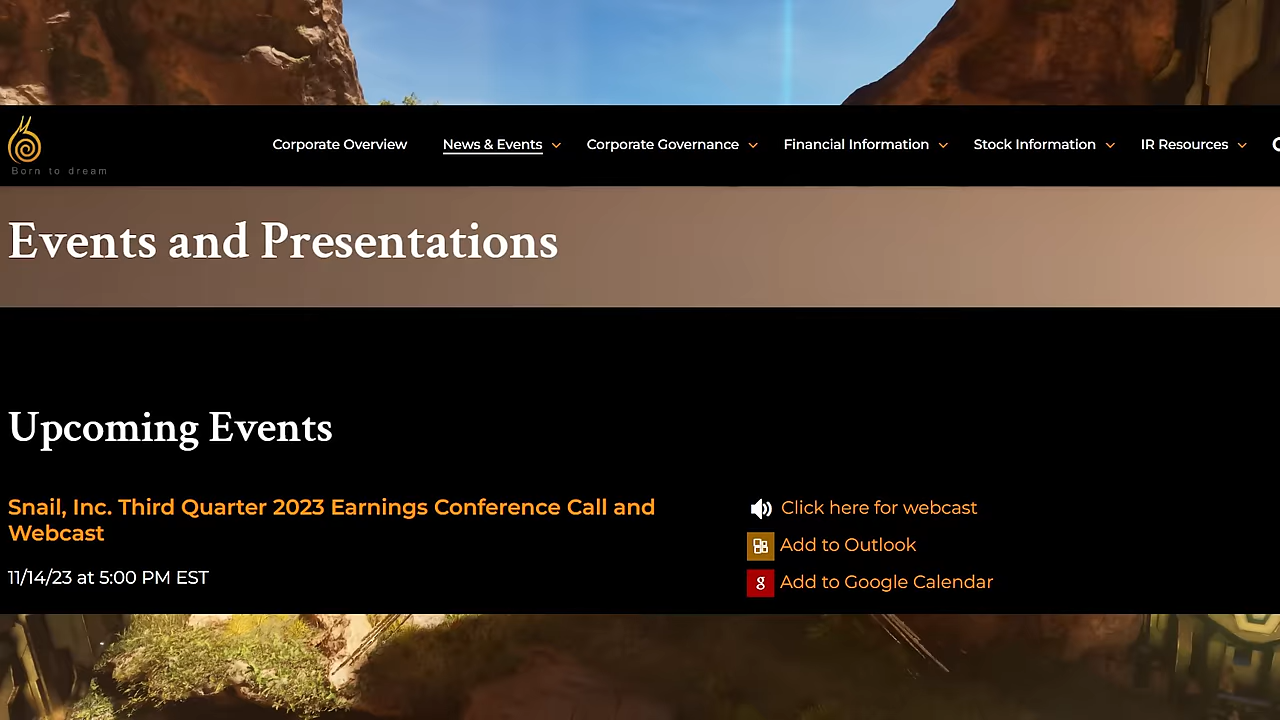 Corporate Overview News & Events Corporate Governance Financial Information Stock Information IR Resources
Born to dream
Events and Presentations
Upcoming Events
Snail, Inc. Third Quarter 2023 Earnings Conference Call and
Webcast
11/14/23 at 5:00 PM EST
Click here for webcast
Add to Outlook
g Add to Google Calendar